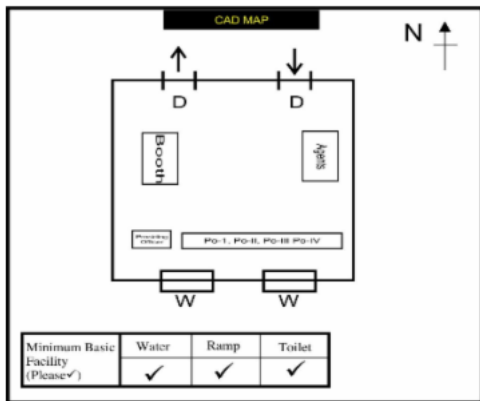 CAD MAP
N
D D
Booth
Agents
Presiding
Officer
Po-1, Po-II, Po-III Po-IV
W W
Minimum Basic Water Ramp Toilet
Facility
(Please✓) ✓ ✓ ✓